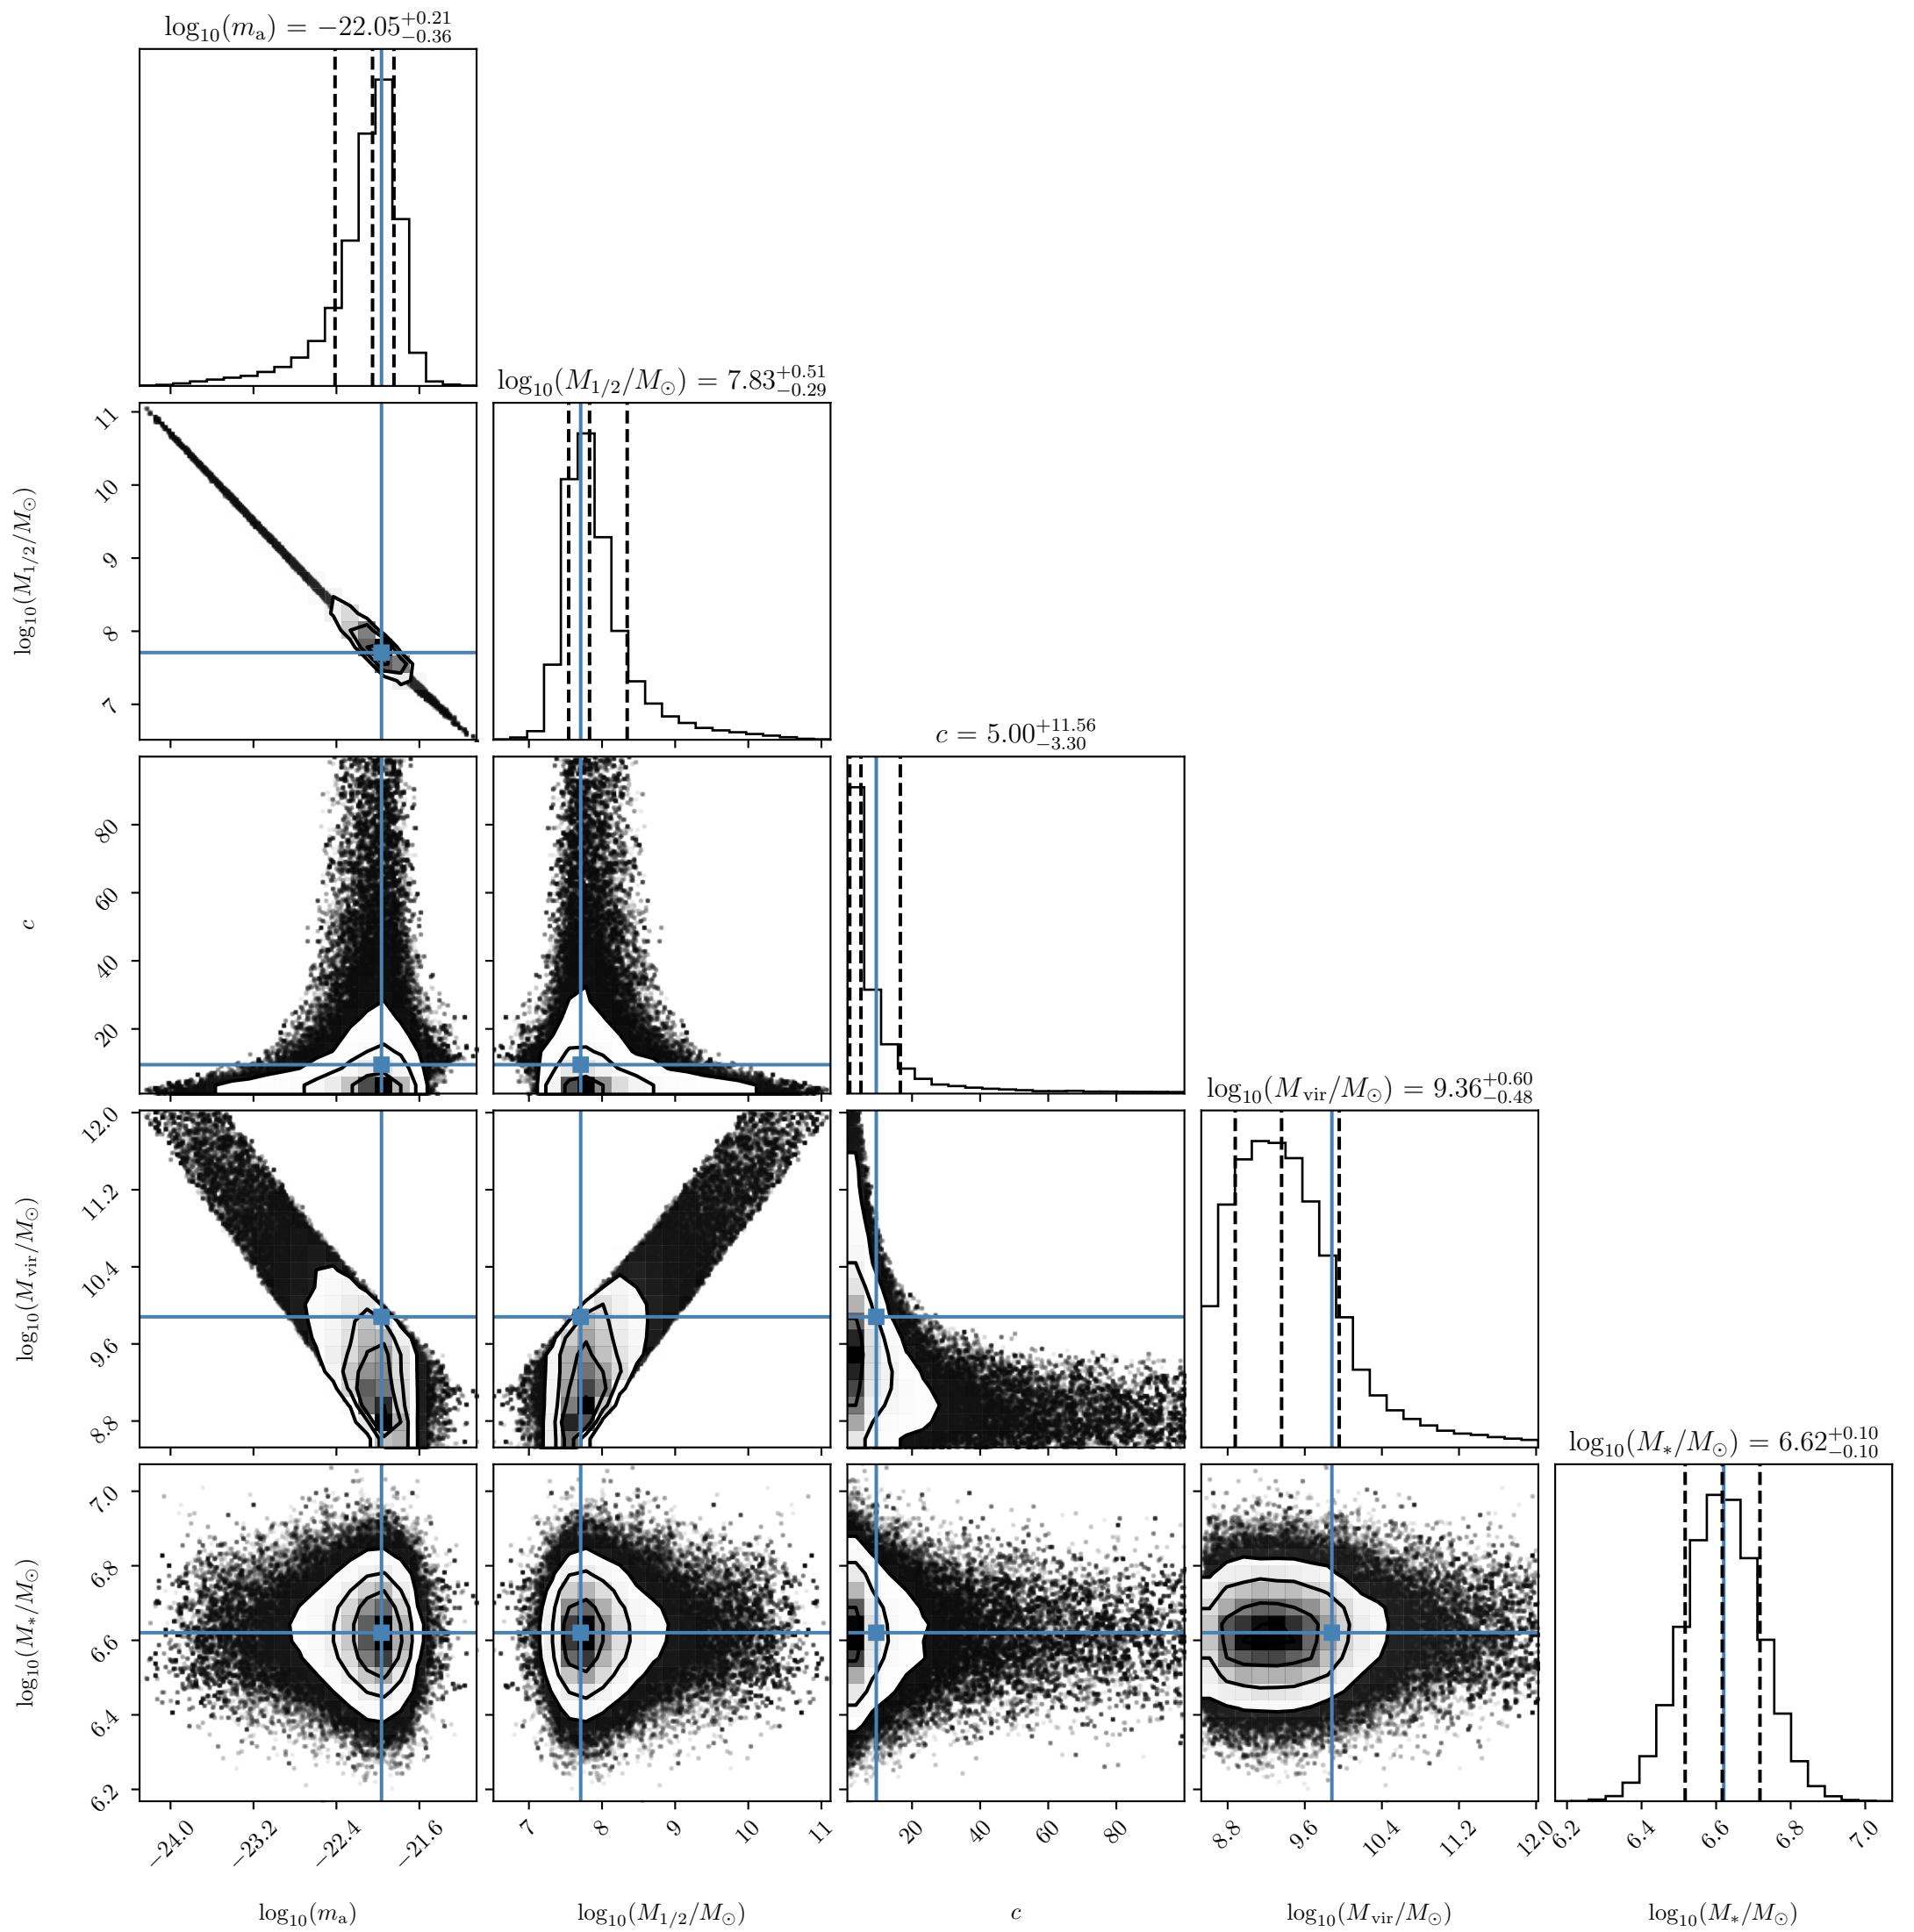 log₁₀(mₐ) = −22.05 +0.21 −0.36
11
10
9
8
7
log₁₀(M₁/₂/M⊙)
log₁₀(M₁/₂/M⊙) = 7.83 +0.51 −0.29
80
60
40
20
c
c = 5.00 +11.56 −3.30
12.0
11.2
10.4
9.6
8.8
log₁₀(Mvir/M⊙)
log₁₀(Mvir/M⊙) = 9.36 +0.60 −0.48
7.0
6.8
6.6
6.4
6.2
log₁₀(M∗/M⊙)
log₁₀(M∗/M⊙) = 6.62 +0.10 −0.10
−24.0 −23.2 −22.4 −21.6 7 8 9 10 11 20 40 60 80 8.8 9.6 10.4 11.2 12.0 6.2 6.4 6.6 6.8 7.0
log₁₀(mₐ) log₁₀(M₁/₂/M⊙) c log₁₀(Mvir/M⊙) log₁₀(M∗/M⊙)